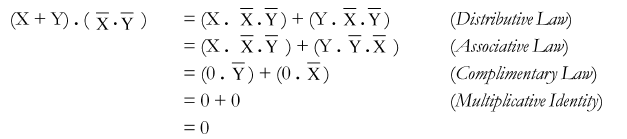 (X + Y) . ( X̅ . Y̅ ) = (X . X̅ . Y̅) + (Y . X̅ . Y̅) (Distributive Law)
= (X . X̅ . Y̅ ) + (Y . Y̅ . X̅ ) (Associative Law)
= (0 . Y̅) + (0 . X̅) (Complimentary Law)
= 0 + 0 (Multiplicative Identity)
= 0